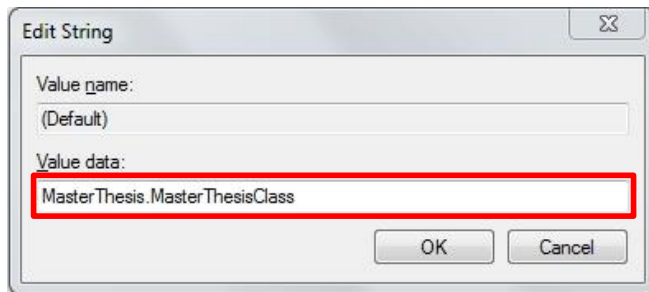 Edit String
Value name:
(Default)
Value data:
MasterThesis.MasterThesisClass
OK Cancel